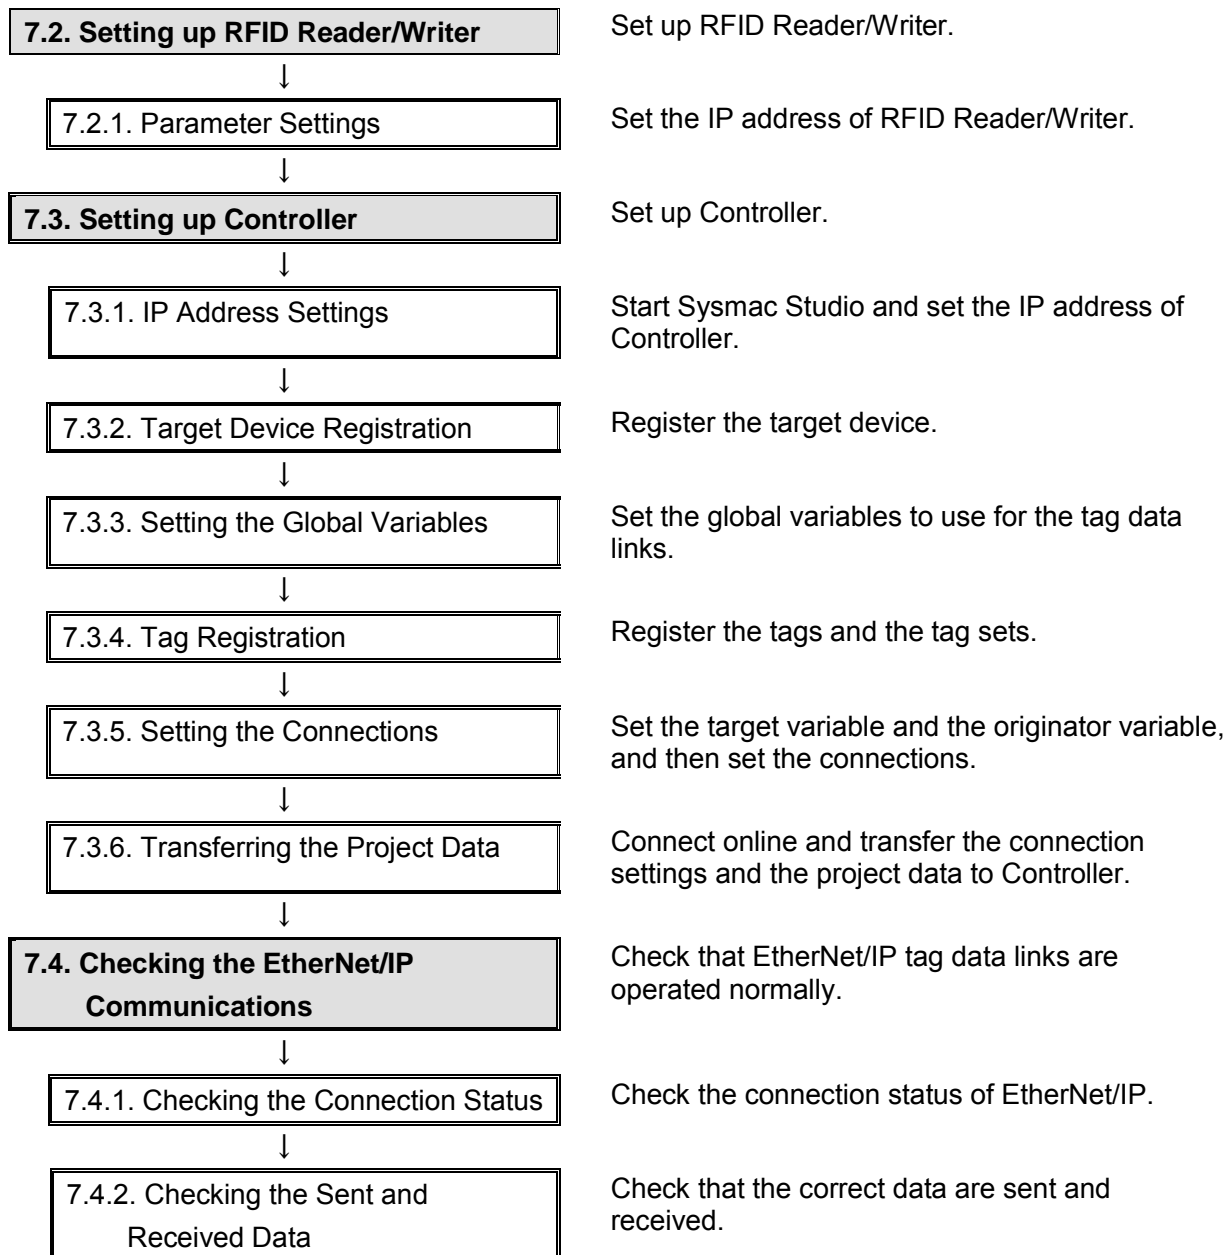 7.2. Setting up RFID Reader/Writer
Set up RFID Reader/Writer.
↓
7.2.1. Parameter Settings
Set the IP address of RFID Reader/Writer.
↓
7.3. Setting up Controller
Set up Controller.
↓
7.3.1. IP Address Settings
Start Sysmac Studio and set the IP address of
Controller.
↓
7.3.2. Target Device Registration
Register the target device.
↓
7.3.3. Setting the Global Variables
Set the global variables to use for the tag data
links.
↓
7.3.4. Tag Registration
Register the tags and the tag sets.
↓
7.3.5. Setting the Connections
Set the target variable and the originator variable,
and then set the connections.
↓
7.3.6. Transferring the Project Data
Connect online and transfer the connection
settings and the project data to Controller.
↓
7.4. Checking the EtherNet/IP
Communications
Check that EtherNet/IP tag data links are
operated normally.
↓
7.4.1. Checking the Connection Status
Check the connection status of EtherNet/IP.
↓
7.4.2. Checking the Sent and
Received Data
Check that the correct data are sent and
received.